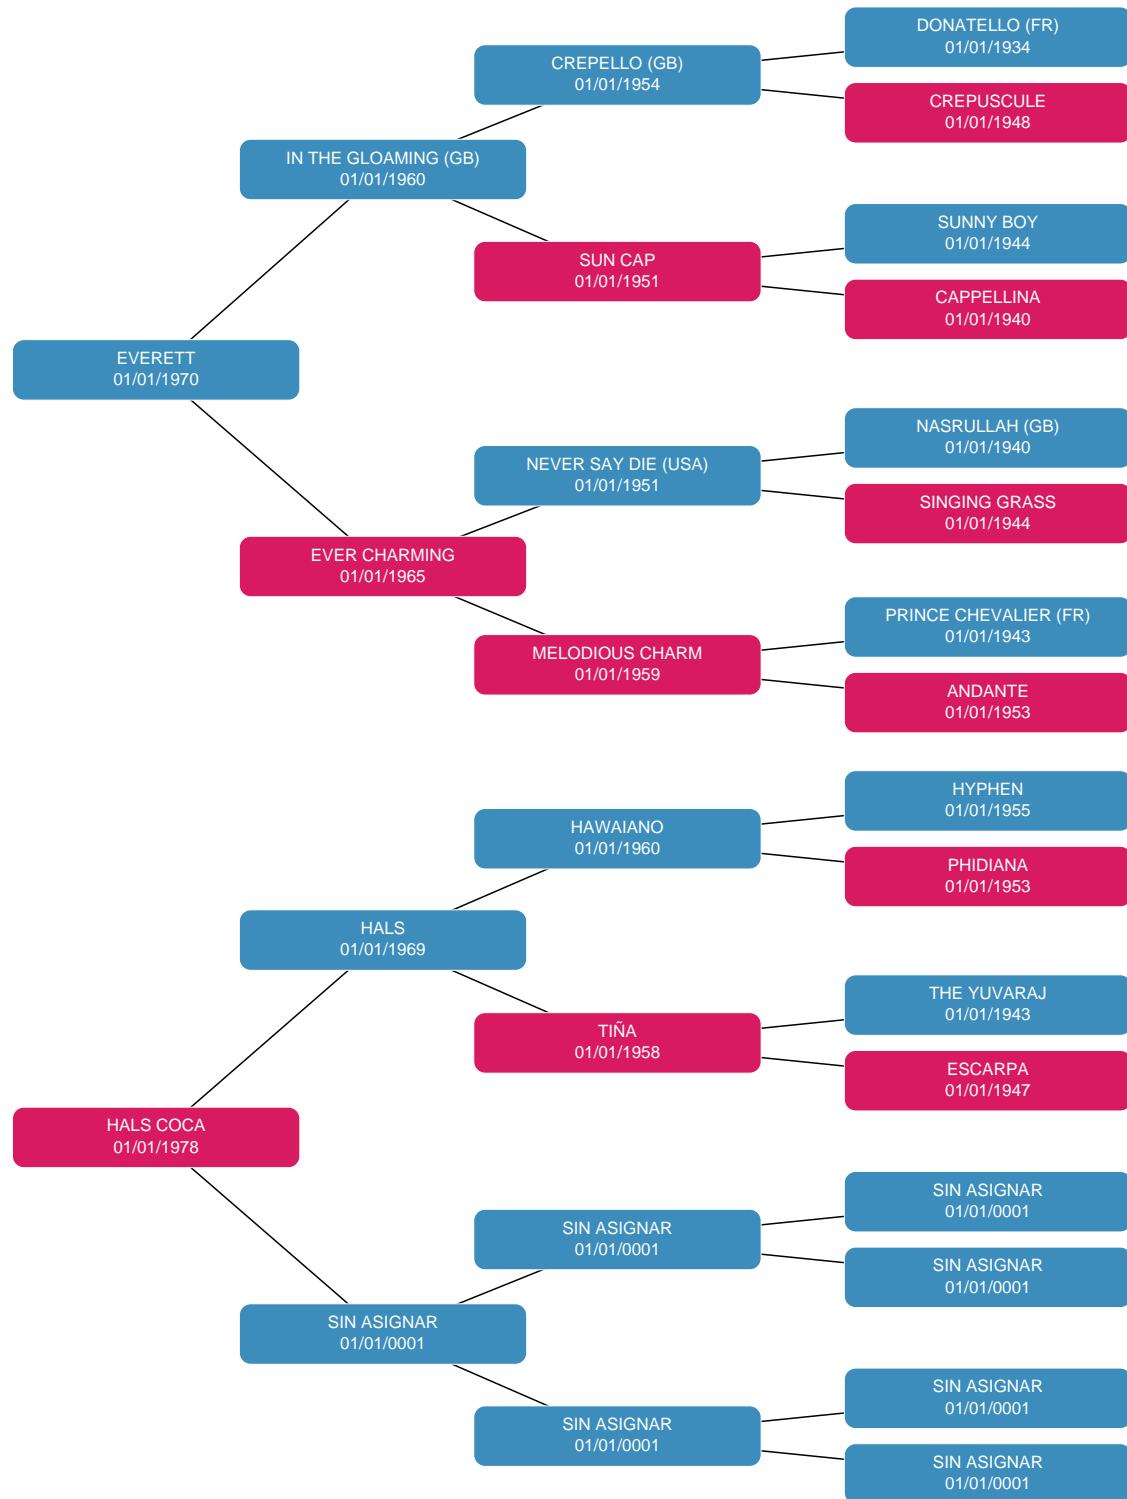 DONATELLO (FR)
01/01/1934
CREPELLO (GB)
01/01/1954
CREPUSCULE
01/01/1948
IN THE GLOAMING (GB)
01/01/1960
SUNNY BOY
01/01/1944
SUN CAP
01/01/1951
CAPPELLINA
01/01/1940
EVERETT
01/01/1970
NASRULLAH (GB)
01/01/1940
NEVER SAY DIE (USA)
01/01/1951
SINGING GRASS
01/01/1944
EVER CHARMING
01/01/1965
PRINCE CHEVALIER (FR)
01/01/1943
MELODIOUS CHARM
01/01/1959
ANDANTE
01/01/1953
HYPHEN
01/01/1955
HAWAIANO
01/01/1960
PHIDIANA
01/01/1953
HALS
01/01/1969
THE YUVARAJ
01/01/1943
TIÑA
01/01/1958
ESCARPA
01/01/1947
HALS COCA
01/01/1978
SIN ASIGNAR
01/01/0001
SIN ASIGNAR
01/01/0001
SIN ASIGNAR
01/01/0001
SIN ASIGNAR
01/01/0001
SIN ASIGNAR
01/01/0001
SIN ASIGNAR
01/01/0001
SIN ASIGNAR
01/01/0001